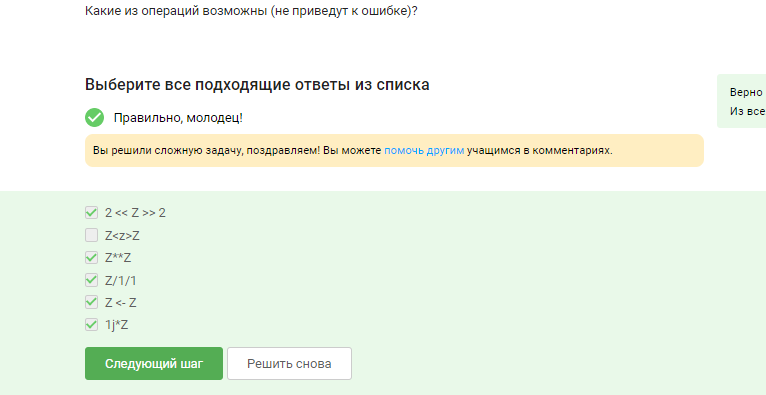 Какие из операций возможны (не приведут к ошибке)?
Выберите все подходящие ответы из списка
Верно
Правильно, молодец!
Из все
Вы решили сложную задачу, поздравляем! Вы можете помочь другим учащимся в комментариях.
2 << Z >> 2
Z<z>Z
Z**Z
Z/1/1
Z <- Z
1j*Z
Следующий шаг
Решить снова